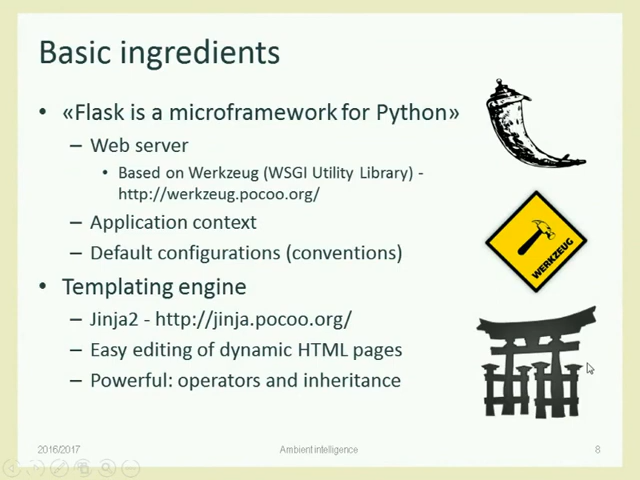 Basic ingredients
• «Flask is a microframework for Python»
– Web server
• Based on Werkzeug (WSGI Utility Library) -
http://werkzeug.pocoo.org/
– Application context
– Default configurations (conventions)
• Templating engine
– Jinja2 - http://jinja.pocoo.org/
– Easy editing of dynamic HTML pages
– Powerful: operators and inheritance
WERKZEUG
2016/2017
Ambient intelligence
8